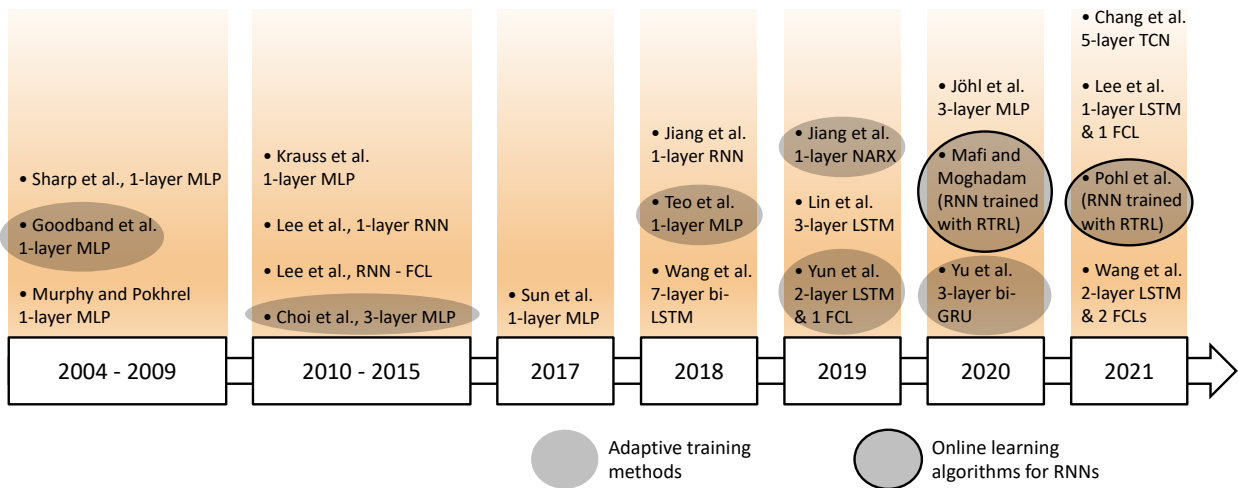 • Sharp et al., 1-layer MLP
• Goodband et al.
1-layer MLP
• Murphy and Pokhrel
1-layer MLP
2004 - 2009
• Krauss et al.
1-layer MLP
• Lee et al., 1-layer RNN
• Lee et al., RNN - FCL
• Choi et al., 3-layer MLP
2010 - 2015
• Sun et al.
1-layer MLP
2017
• Jiang et al.
1-layer RNN
• Teo et al.
1-layer MLP
• Wang et al.
7-layer bi-
LSTM
2018
• Jiang et al.
1-layer NARX
• Lin et al.
3-layer LSTM
• Yun et al.
2-layer LSTM
& 1 FCL
2019
• Jöhl et al.
3-layer MLP
• Mafi and
Moghadam
(RNN trained
with RTRL)
• Yu et al.
3-layer bi-
GRU
2020
• Chang et al.
5-layer TCN
• Lee et al.
1-layer LSTM
& 1 FCL
• Pohl et al.
(RNN trained
with RTRL)
• Wang et al.
2-layer LSTM
& 2 FCLs
2021
Adaptive training
methods
Online learning
algorithms for RNNs